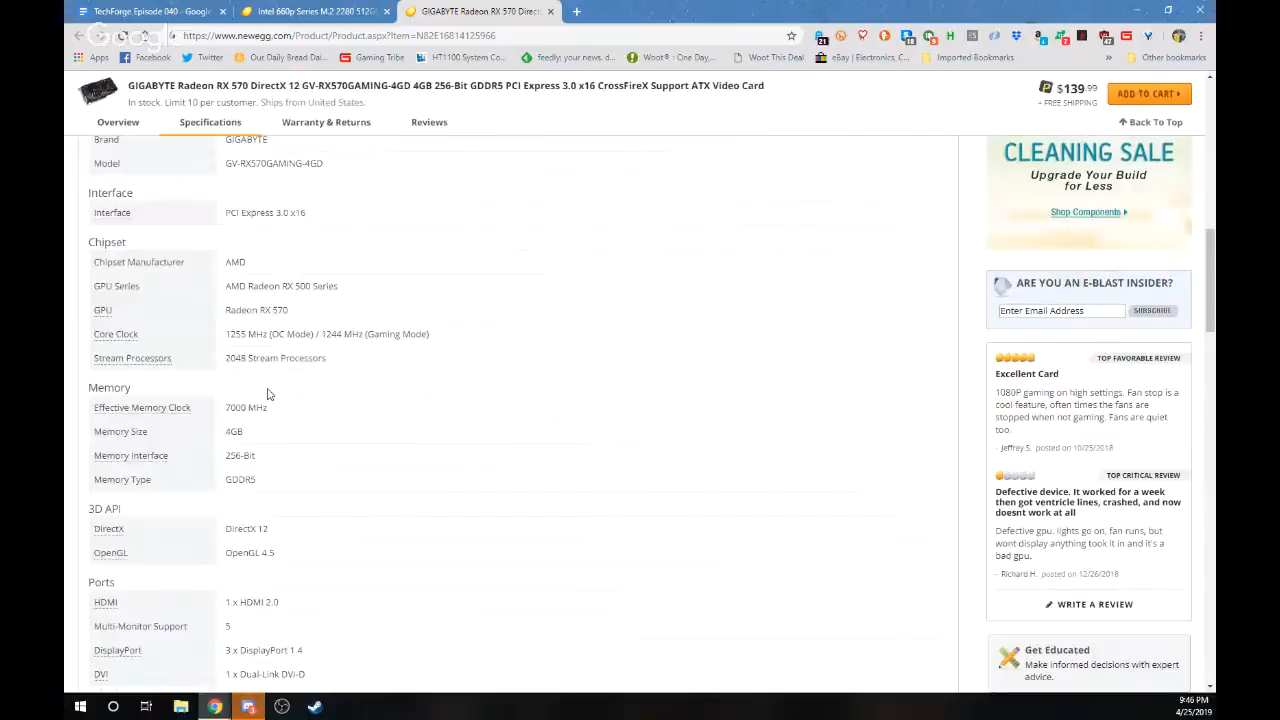 TechForge.Episode 040 - Google
Intel 660p Series M.2 2280 512G
GIGABYTE Radeon RX 570 Direct
https://www.newegg.com/Product/Product.aspx?Item=N82E16814125966
Apps
Facebook
Twitter
Our Daily Bread Dai
Gaming Tribe
HT1100 System Co
feedly: your news. d
Woot! : One Day,
Woot Deal
eBay | Electronics,
Imported Bookmarks
Other bookmarks
GIGABYTE Radeon RX 570 DirectX 12 GV-RX570GAMING-4GD 4GB 256-Bit GDDR5 PCI Express 3.0 x16 CrossFireX Support ATX Video Card
In stock. Limit 10 per customer. Ships from United States.
$139.99
+ FREE SHIPPING
ADD TO CART
Overview
Specifications
Warranty & Returns
Reviews
Back To Top
Brand GIGABYTE
Model GV-RX570GAMING-4GD
Interface
Interface PCI Express 3.0 x16
Chipset
Chipset Manufacturer AMD
GPU Series AMD Radeon RX 500 Series
GPU Radeon RX 570
Core Clock 1255 MHz (OC Mode) / 1244 MHz (Gaming Mode)
Stream Processors 2048 Stream Processors
Memory
Effective Memory Clock 7000 MHz
Memory Size 4GB
Memory Interface 256-Bit
Memory Type GDDR5
3D API
DirectX DirectX 12
OpenGL OpenGL 4.5
Ports
HDMI 1 x HDMI 2.0
Multi-Monitor Support 5
DisplayPort 3 x DisplayPort 1.4
DVI 1 x Dual-Link DVI-D
CLEANING SALE
Upgrade Your Build
for Less
Shop Components
ARE YOU AN E-BLAST INSIDER?
Enter Email Address
SUBSCRIBE
TOP FAVORABLE REVIEW
Excellent Card
1080P gaming on high settings. Fan stop is a
cool feature, often times the fans are
stopped when not gaming. Fans are quiet
too.
- Jeffrey S. posted on 10/25/2018
TOP CRITICAL REVIEW
Defective device. It worked for a week
then got ventricle lines, crashed, and now
doesnt work at all
Defective gpu. lights go on, fan runs, but
wont display anything took it in and it's a
bad gpu.
- Richard H. posted on 12/26/2018
WRITE A REVIEW
Get Educated
Make informed decisions with expert
advice.
9:46 PM
4/25/2019